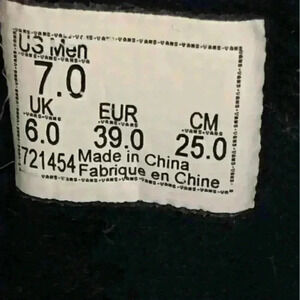 US Men
7.0
UK EUR CM
6.0 39.0 25.0
721454 Made in China
Fabrique en Chine